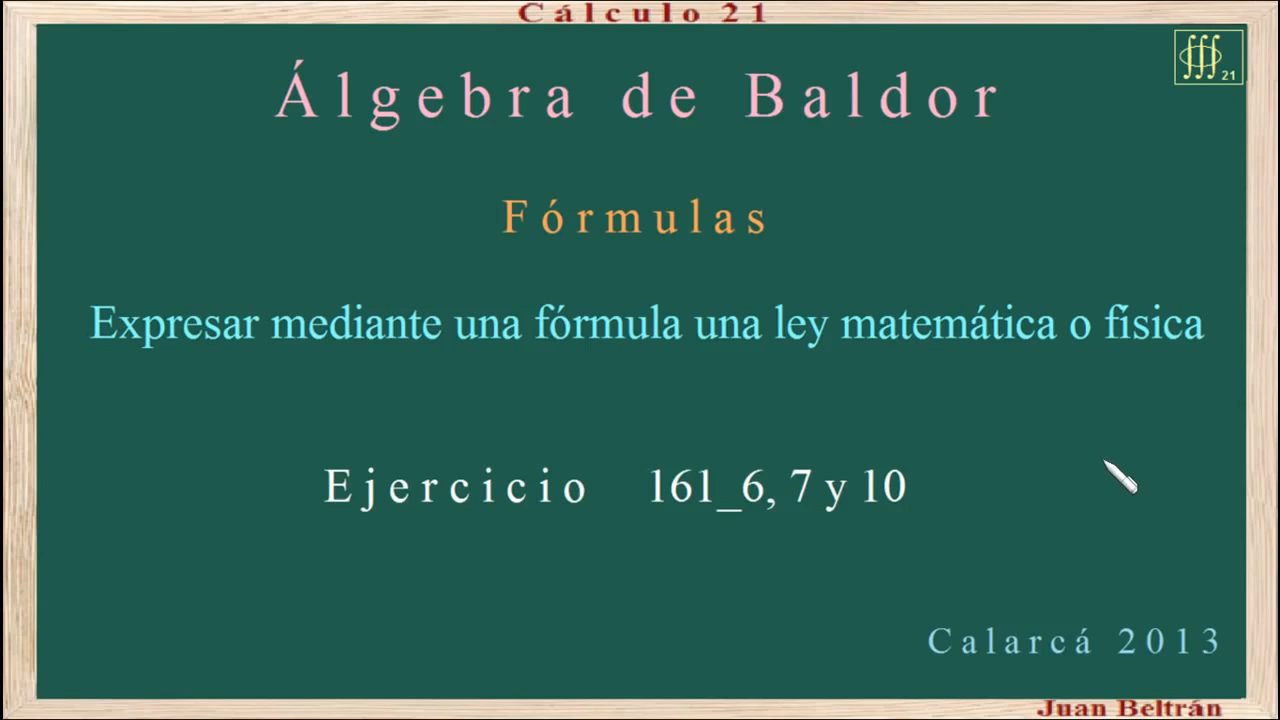 Cálculo 21
∯∰ 21
Álgebra de Baldor
Fórmulas
Expresar mediante una fórmula una ley matemática o física
Ejercicio 161_6, 7 y 10
Calarcá 2013
Juan Beltrán